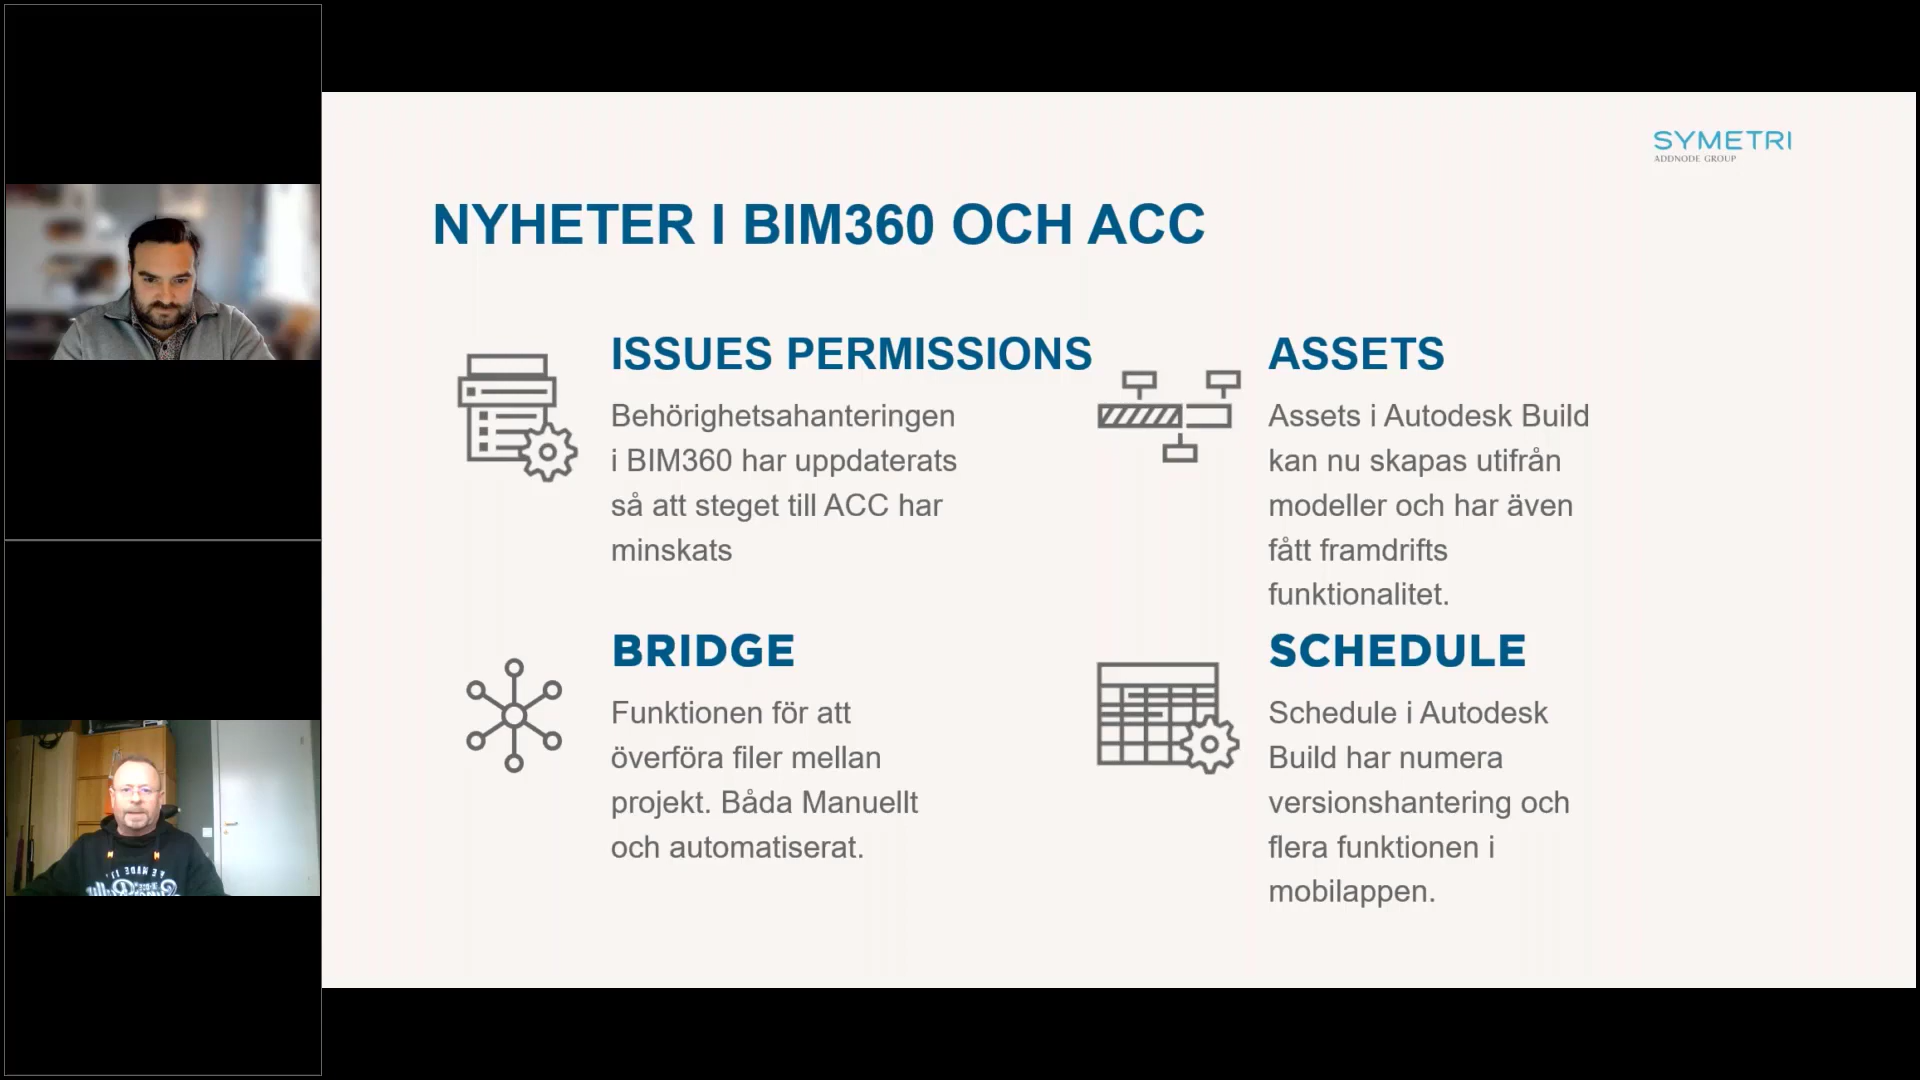 SYMETRI
ADDNODE GROUP
NYHETER I BIM360 OCH ACC
ISSUES PERMISSIONS
Behörighetsahanteringen
i BIM360 har uppdaterats
så att steget till ACC har
minskats
ASSETS
Assets i Autodesk Build
kan nu skapas utifrån
modeller och har även
fått framdrifts
funktionalitet.
BRIDGE
Funktionen för att
överföra filer mellan
projekt. Båda Manuellt
och automatiserat.
SCHEDULE
Schedule i Autodesk
Build har numera
versionshantering och
flera funktionen i
mobilappen.